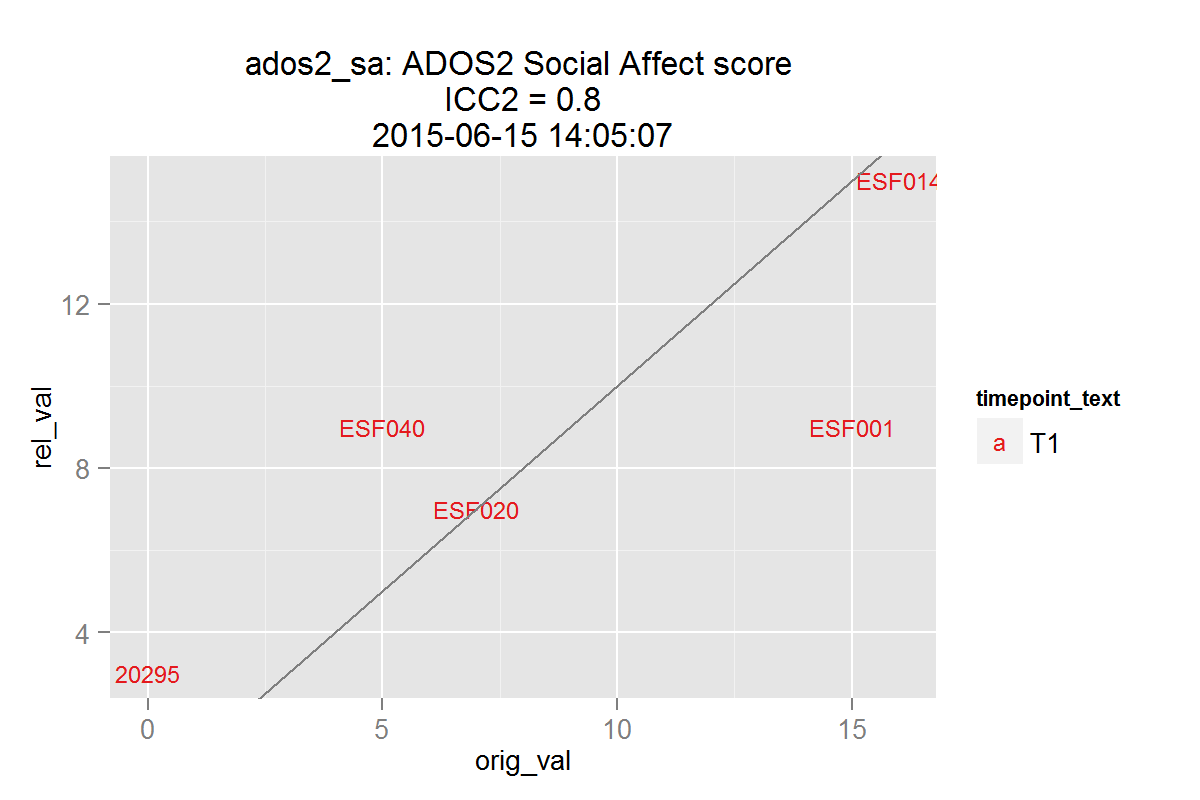 ados2_sa: ADOS2 Social Affect score
ICC2 = 0.8
2015-06-15 14:05:07
ESF014
12
ESF040
ESF001
8
ESF020
4
20295
0
5
10
15
orig_val
rel_val
timepoint_text
a T1